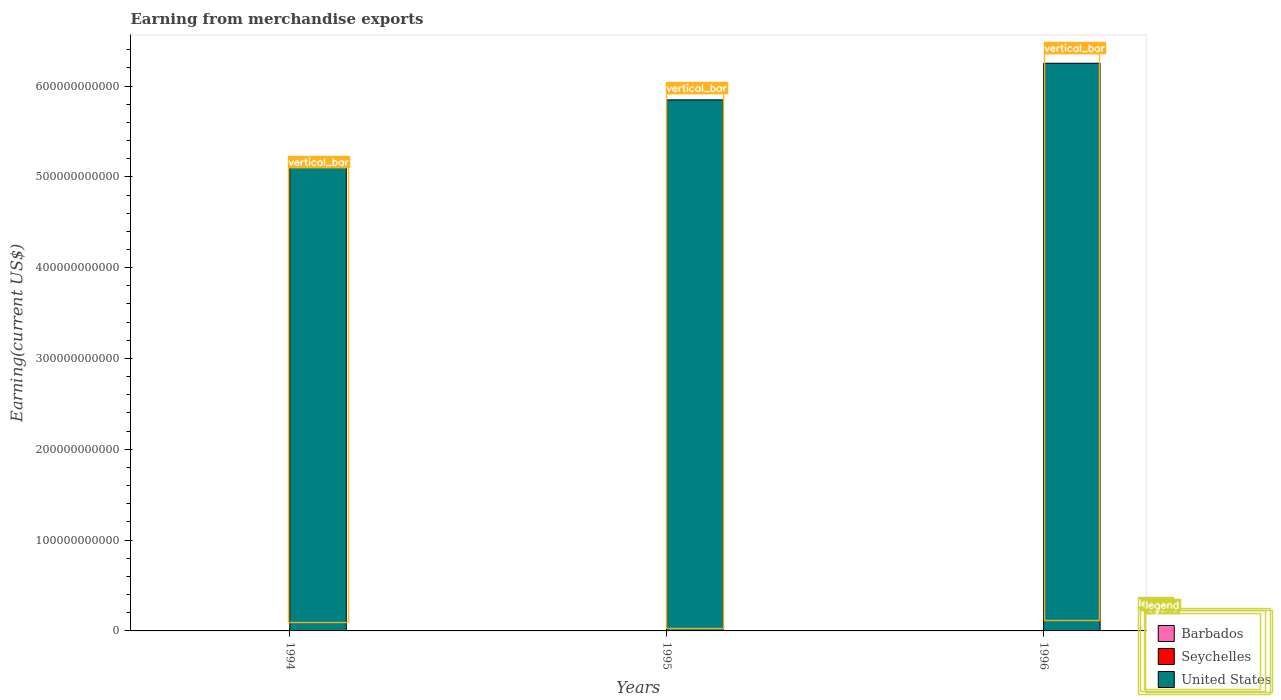 Earning from merchandise exports
vertical_bar
vertical_bar
vertical_bar
600000000000
500000000000
400000000000
300000000000
200000000000
100000000000
0
Earning(current US$)
1994
1995
1996
Years
legend
Barbados
Seychelles
United States